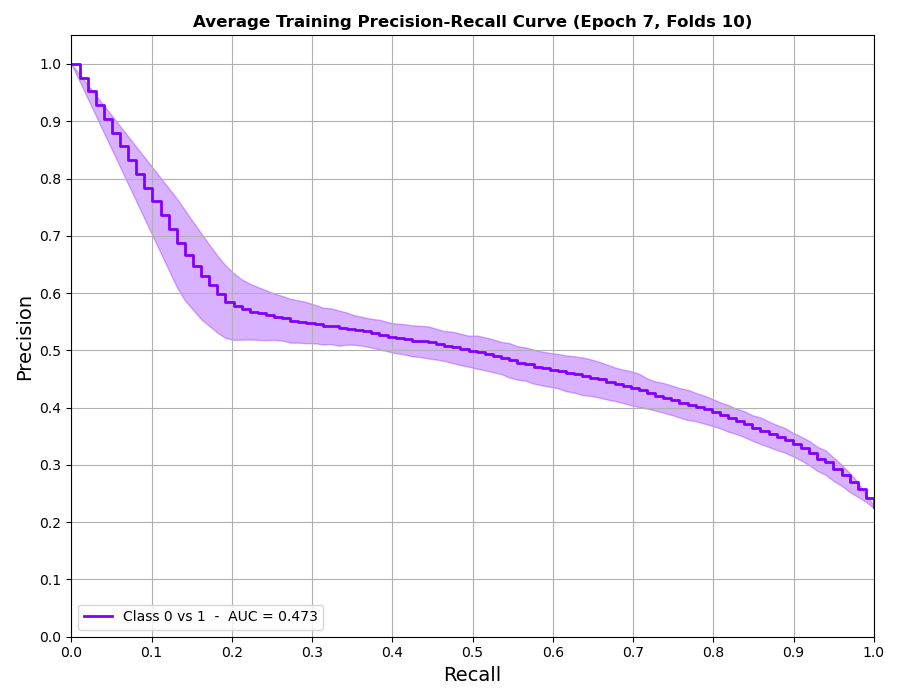 Average Training Precision-Recall Curve (Epoch 7, Folds 10)
Precision
1.0
0.9
0.8
0.7
0.6
0.5
0.4
0.3
0.2
0.1
0.0
Class 0 vs 1  -  AUC = 0.473
0.0 0.1 0.2 0.3 0.4 0.5 0.6 0.7 0.8 0.9 1.0
Recall